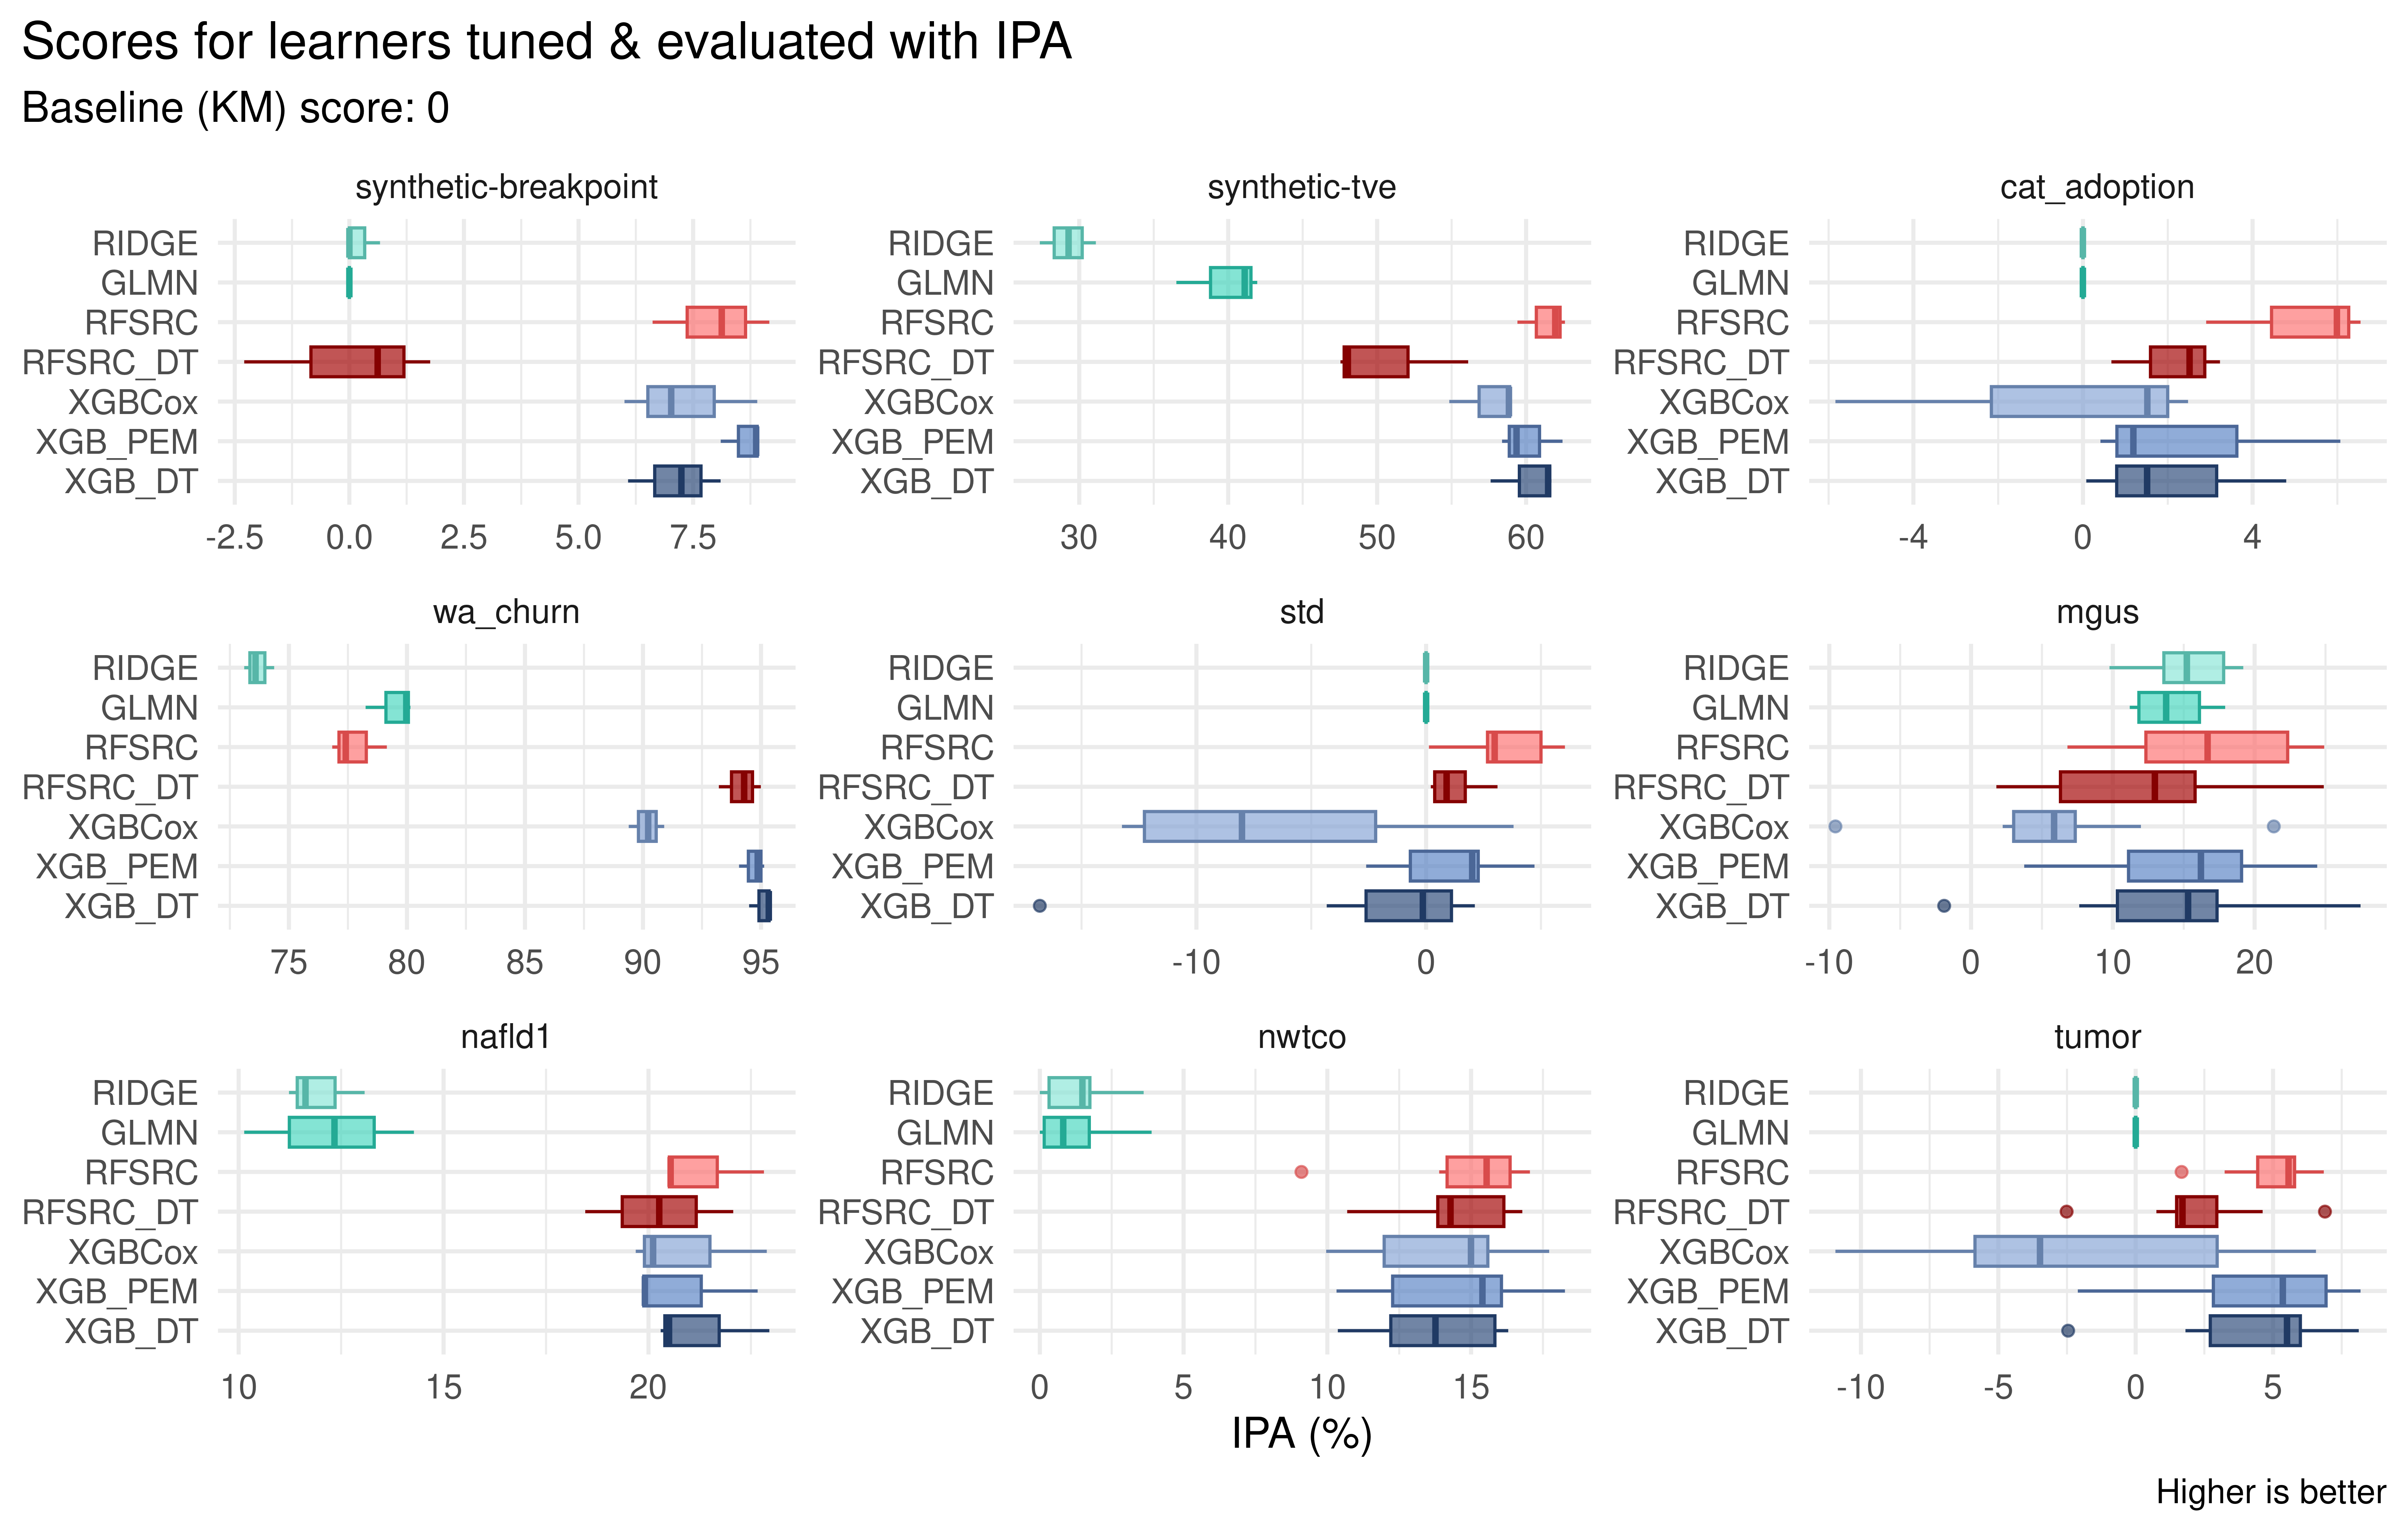 Scores for learners tuned & evaluated with IPA
Baseline (KM) score: 0
synthetic-breakpoint
RIDGE
GLMN
RFSRC
RFSRC_DT
XGBCox
XGB_PEM
XGB_DT
-2.5 0.0 2.5 5.0 7.5
synthetic-tve
RIDGE
GLMN
RFSRC
RFSRC_DT
XGBCox
XGB_PEM
XGB_DT
30 40 50 60
cat_adoption
RIDGE
GLMN
RFSRC
RFSRC_DT
XGBCox
XGB_PEM
XGB_DT
-4 0 4
wa_churn
RIDGE
GLMN
RFSRC
RFSRC_DT
XGBCox
XGB_PEM
XGB_DT
75 80 85 90 95
std
RIDGE
GLMN
RFSRC
RFSRC_DT
XGBCox
XGB_PEM
XGB_DT
-10 0
mgus
RIDGE
GLMN
RFSRC
RFSRC_DT
XGBCox
XGB_PEM
XGB_DT
-10 0 10 20
nafld1
RIDGE
GLMN
RFSRC
RFSRC_DT
XGBCox
XGB_PEM
XGB_DT
10 15 20
nwtco
RIDGE
GLMN
RFSRC
RFSRC_DT
XGBCox
XGB_PEM
XGB_DT
0 5 10 15
tumor
RIDGE
GLMN
RFSRC
RFSRC_DT
XGBCox
XGB_PEM
XGB_DT
-10 -5 0 5
IPA (%)
Higher is better